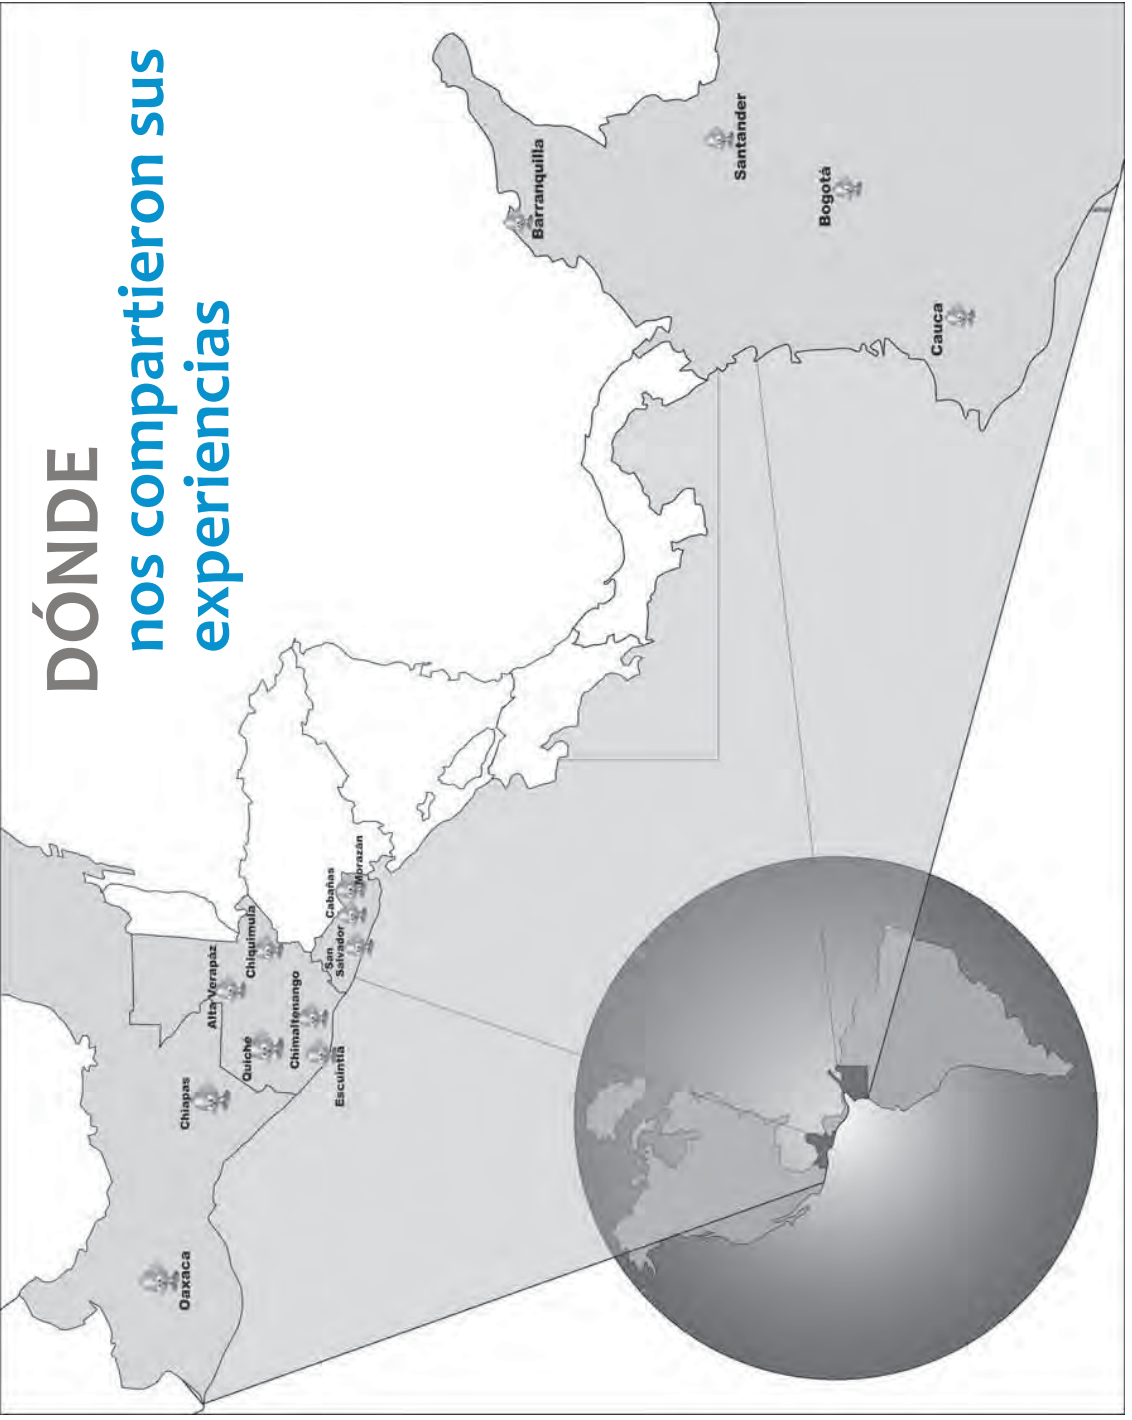 DÓNDE
nos compartieron sus
experiencias
Oaxaca
Chiapas
Alta Verapáz
Quiché
Chiquimula
Chimaltenango
Escuintla
San
Salvador
Cabañas
Morazán
Barranquilla
Santander
Bogotá
Cauca